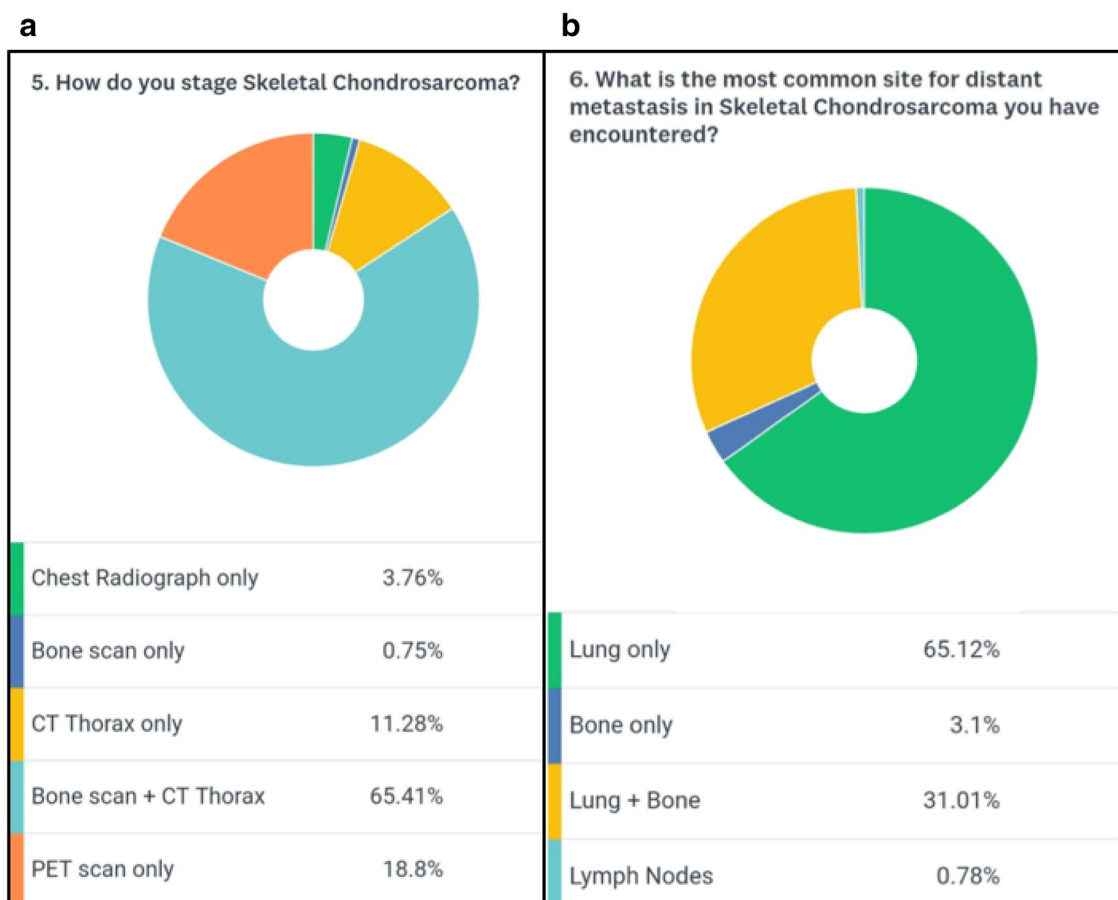 a
5. How do you stage Skeletal Chondrosarcoma?
Chest Radiograph only 3.76%
Bone scan only 0.75%
CT Thorax only 11.28%
Bone scan + CT Thorax 65.41%
PET scan only 18.8%
b
6. What is the most common site for distant
metastasis in Skeletal Chondrosarcoma you have
encountered?
Lung only 65.12%
Bone only 3.1%
Lung + Bone 31.01%
Lymph Nodes 0.78%